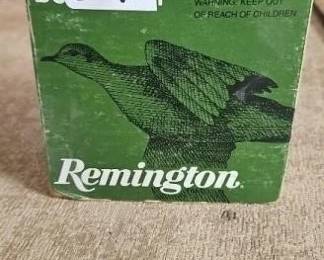 WARNING: KEEP OUT
OF REACH OF CHILDREN
Remington.